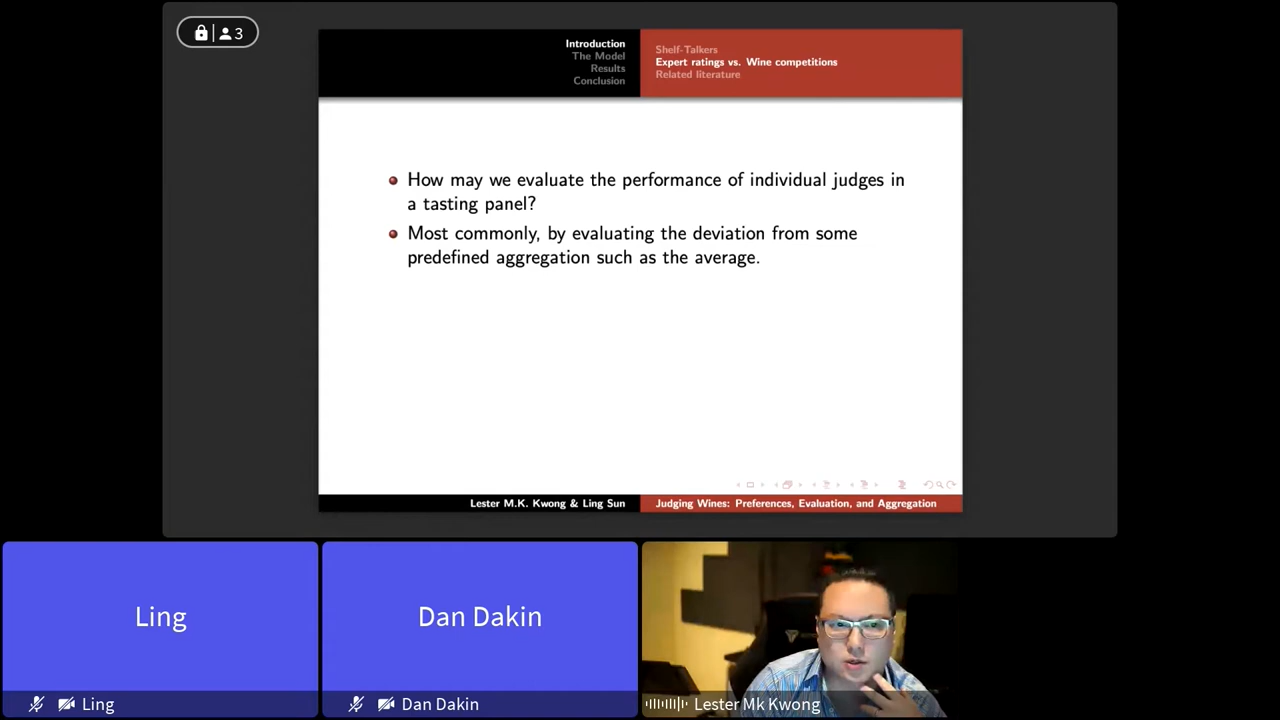 3
Introduction
The Model
Results
Conclusion
Shelf-Talkers
Expert ratings vs. Wine competitions
Related literature
How may we evaluate the performance of individual judges in
a tasting panel?
Most commonly, by evaluating the deviation from some
predefined aggregation such as the average.
Lester M.K. Kwong & Ling Sun
Judging Wines: Preferences, Evaluation, and Aggregation
Ling
Dan Dakin
Ling
Dan Dakin
Lester Mk Kwong